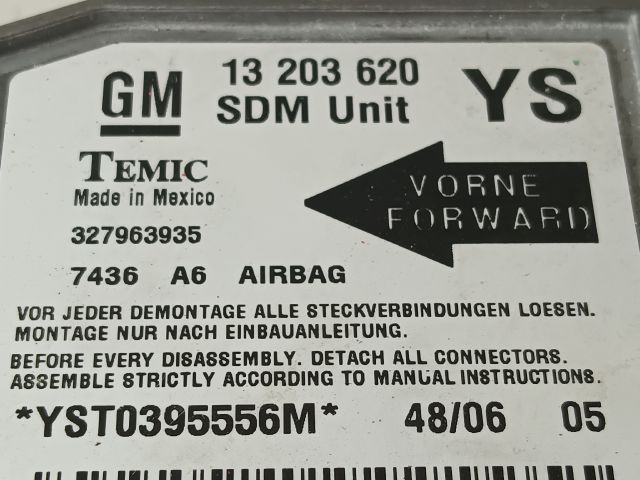 GM 13 203 620 YS
SDM Unit
TEMIC
Made in Mexico
VORNE
FORWARD
327963935
7436 A6 AIRBAG
VOR JEDER DEMONTAGE ALLE STECKVERBINDUNGEN LOESEN.
MONTAGE NUR NACH EINBAUANLEITUNG.
BEFORE EVERY DISASSEMBLY. DETACH ALL CONNECTORS.
ASSEMBLE STRICTLY ACCORDING TO MANUAL INSTRUCTIONS.
*YST0395556M* 48/06 05